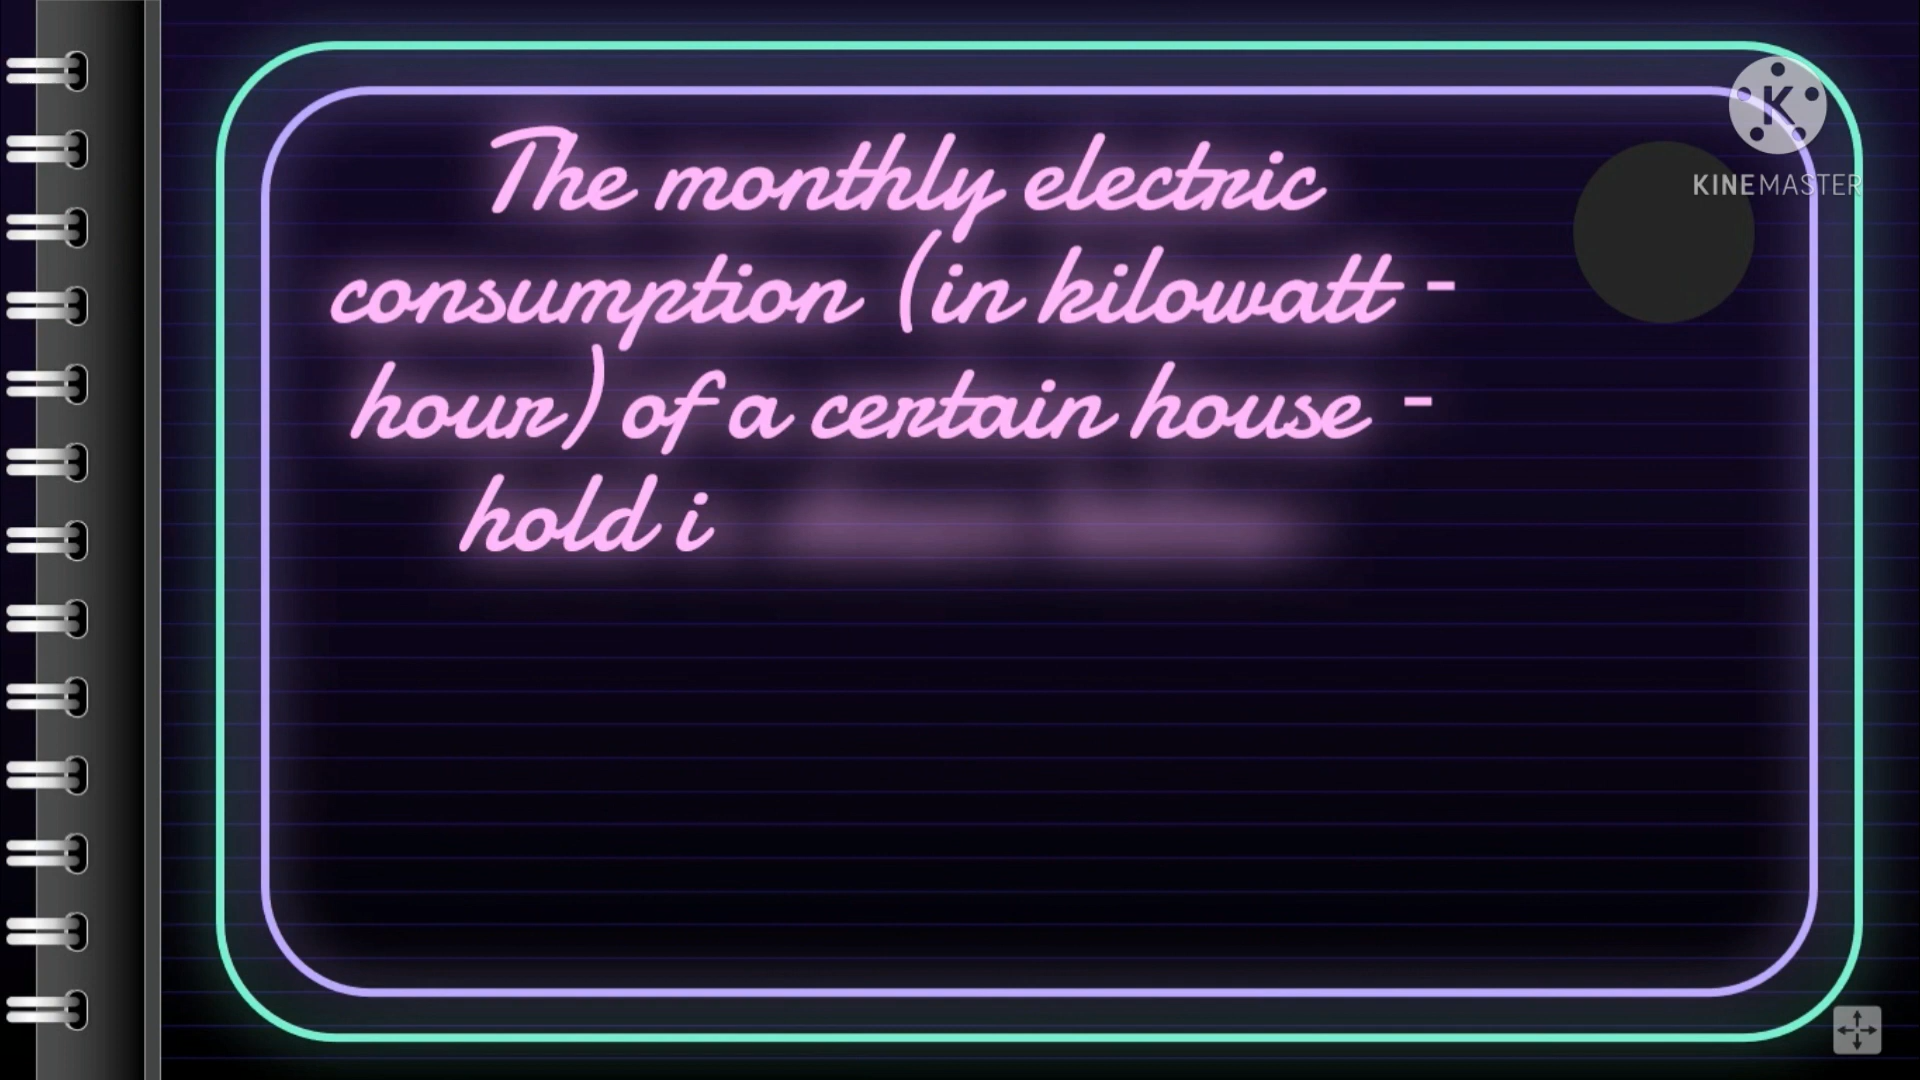 The monthly electric
consumption (in kilowatt -
hour) of a certain house -
hold i
KINEMASTER